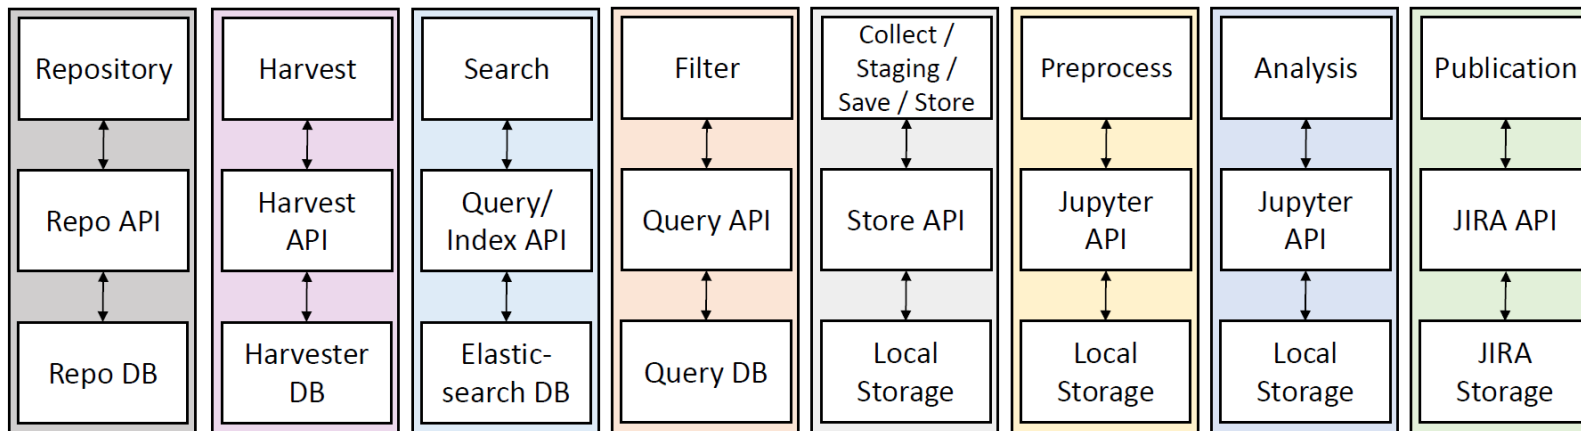 Repository
Harvest
Search
Filter
Collect /
Staging /
Save / Store
Preprocess
Analysis
Publication
Repo API
Harvest
API
Query/
Index API
Query API
Store API
Jupyter
API
Jupyter
API
JIRA API
Repo DB
Harvester
DB
Elastic-
search DB
Query DB
Local
Storage
Local
Storage
Local
Storage
JIRA
Storage